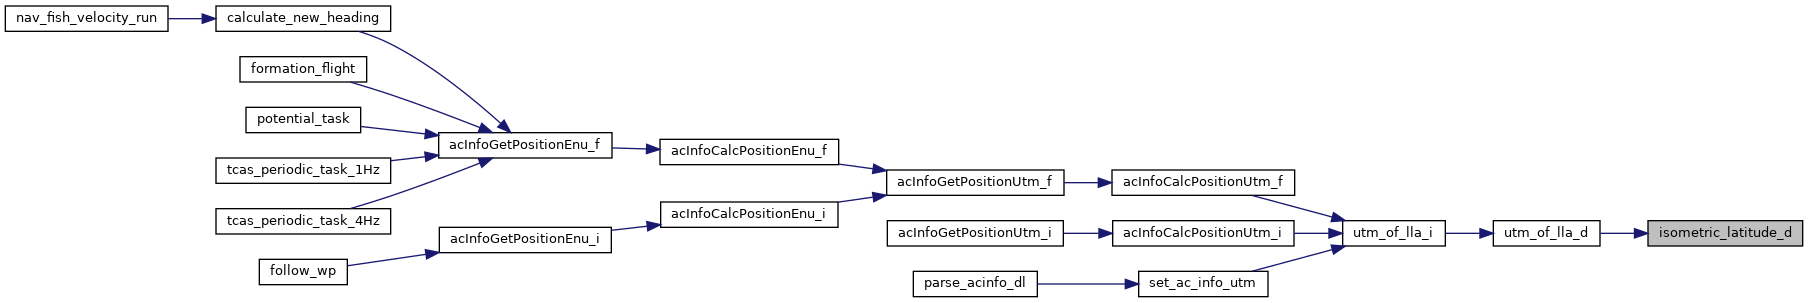 nav_fish_velocity_run
calculate_new_heading
formation_flight
potential_task
acInfoGetPositionEnu_f
acInfoCalcPositionEnu_f
tcas_periodic_task_1Hz
acInfoGetPositionUtm_f
acInfoCalcPositionUtm_f
tcas_periodic_task_4Hz
acInfoCalcPositionEnu_i
acInfoGetPositionEnu_i
acInfoGetPositionUtm_i
acInfoCalcPositionUtm_i
utm_of_lla_i
utm_of_lla_d
isometric_latitude_d
follow_wp
parse_acinfo_dl
set_ac_info_utm